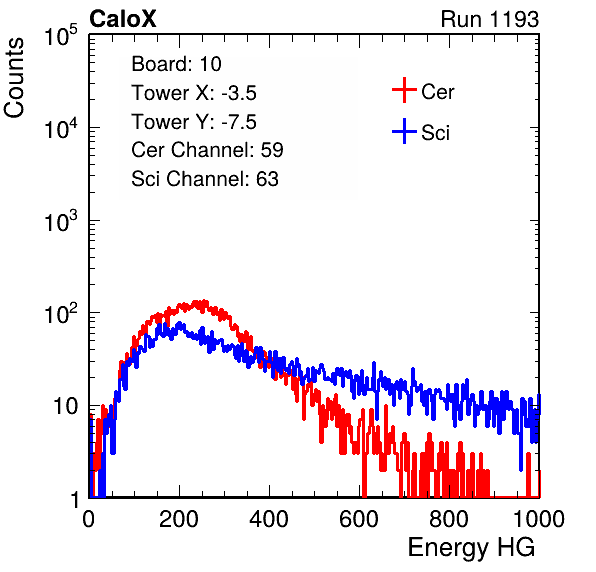 CaloX Run 1193
Counts
Board: 10
Tower X: -3.5
Tower Y: -7.5
Cer Channel: 59
Sci Channel: 63
Cer
Sci
10^5
10^4
10^3
10^2
10
1
0 200 400 600 800 1000
Energy HG